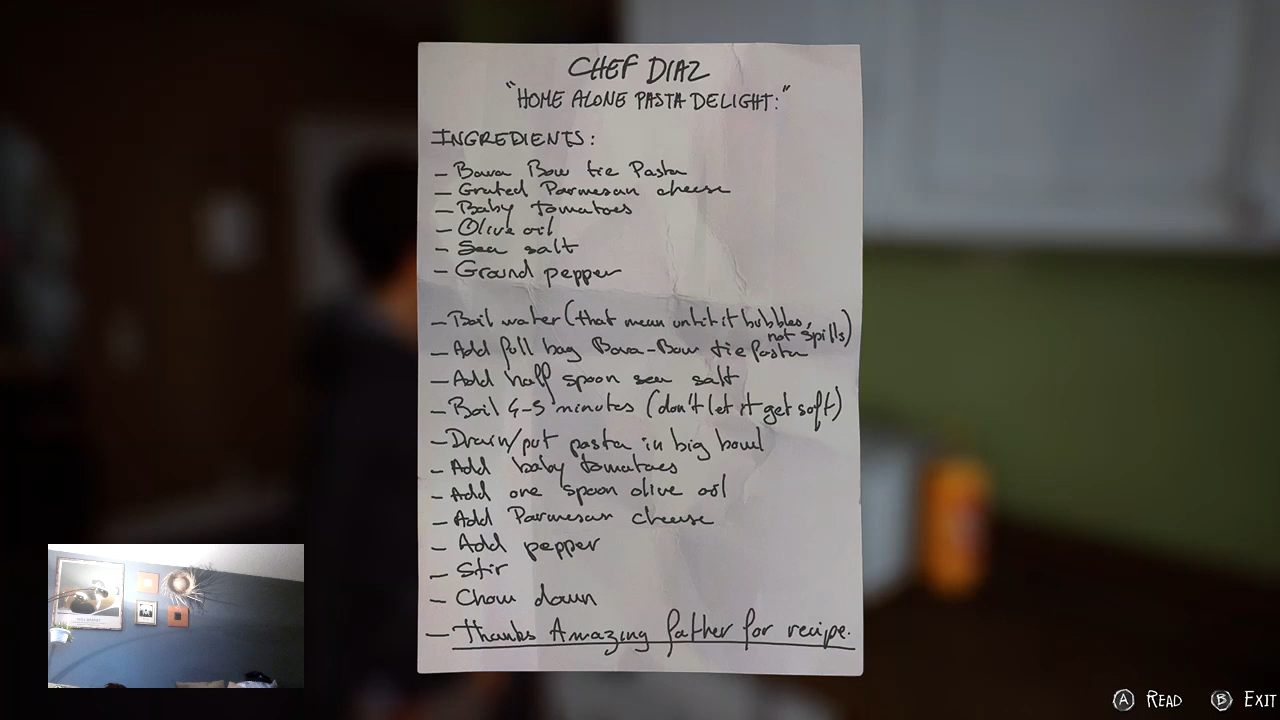 CHEF DIAZ
"HOME ALONE PASTA DELIGHT:"
INGREDIENTS:
- Bova Bow tie Pasta
- Grated Parmesan cheese
- Baby tomatoes
- Olive oil
- Sea salt
- Ground pepper
- Boil water (that mean until it bubbles, not spills)
- Add full bag Bova-Bow tie Pasta
- Add half spoon sea salt
- Boil 4-5 minutes (don't let it get soft)
- Drain/put pasta in big bowl
- Add baby tomatoes
- Add one spoon olive oil
- Add Parmesan cheese
- Add pepper
- Stir
- Chow down
- Thanks Amazing father for recipe.
A READ B EXIT